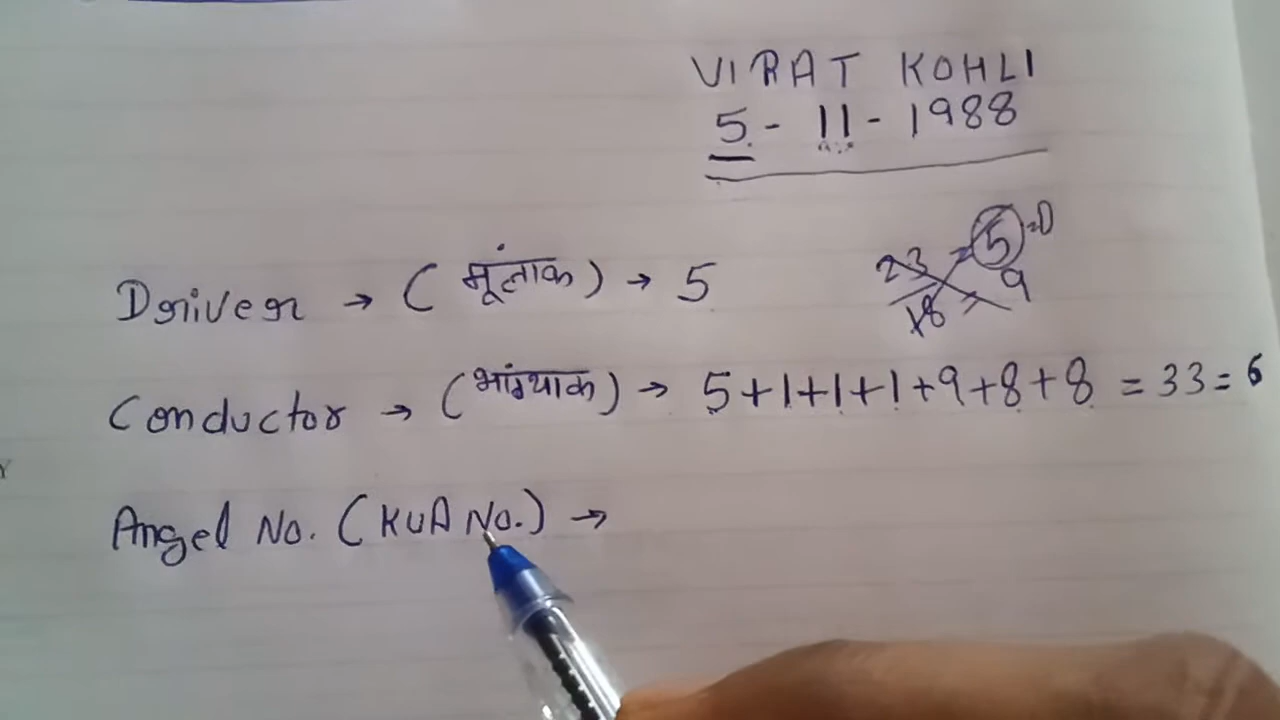 VIRAT KOHLI
5 - 11 - 1988
23 = 5 = D
18 → 9
Driver → (मूंलाक) → 5
Conductor → (भांग्याक) → 5+1+1+1+9+8+8 = 33 = 6
Angel No. (KUA No.) →
Y